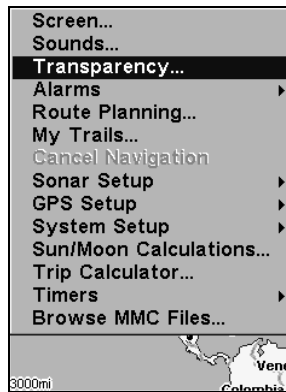 Screen...
Sounds...
Transparency...
Alarms
Route Planning...
My Trails...
Cancel Navigation
Sonar Setup
GPS Setup
System Setup
Sun/Moon Calculations...
Trip Calculator...
Timers
Browse MMC Files...
Vene
3000mi
Colombia